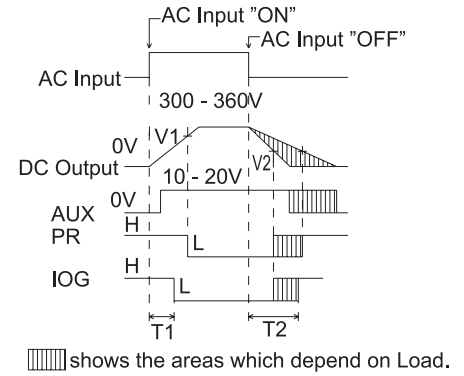 AC Input "ON"
AC Input "OFF"
AC Input
300 - 360V
0V
V1
V2
DC Output
10 - 20V
0V
AUX
PR
H
L
H
IOG
L
T1
T2
shows the areas which depend on Load.